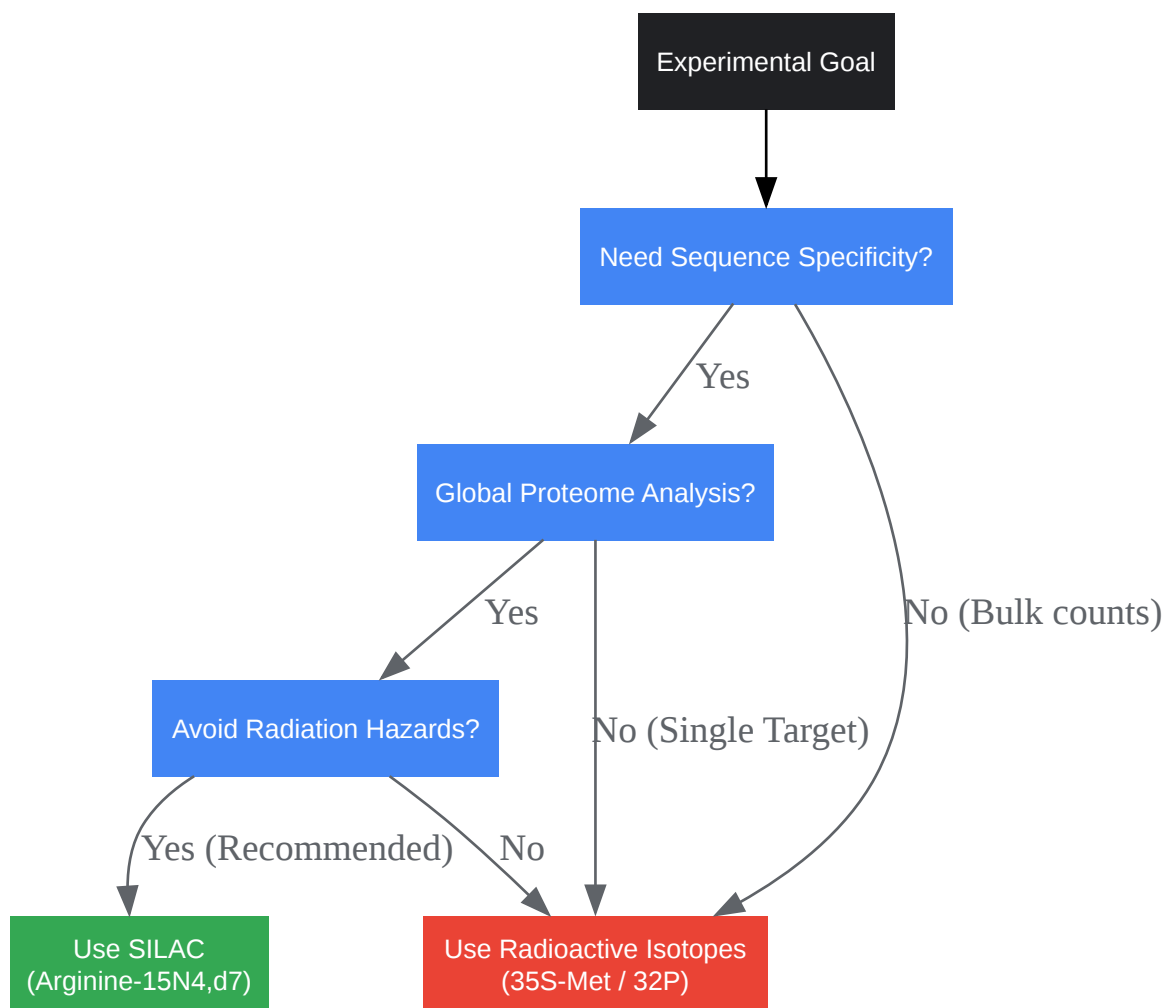 Experimental Goal
Need Sequence Specificity?
Yes
Global Proteome Analysis?
Yes
No (Bulk counts)
Avoid Radiation Hazards?
No (Single Target)
Yes (Recommended)
No
Use SILAC
(Arginine-15N4,d7)
Use Radioactive Isotopes
(35S-Met / 32P)